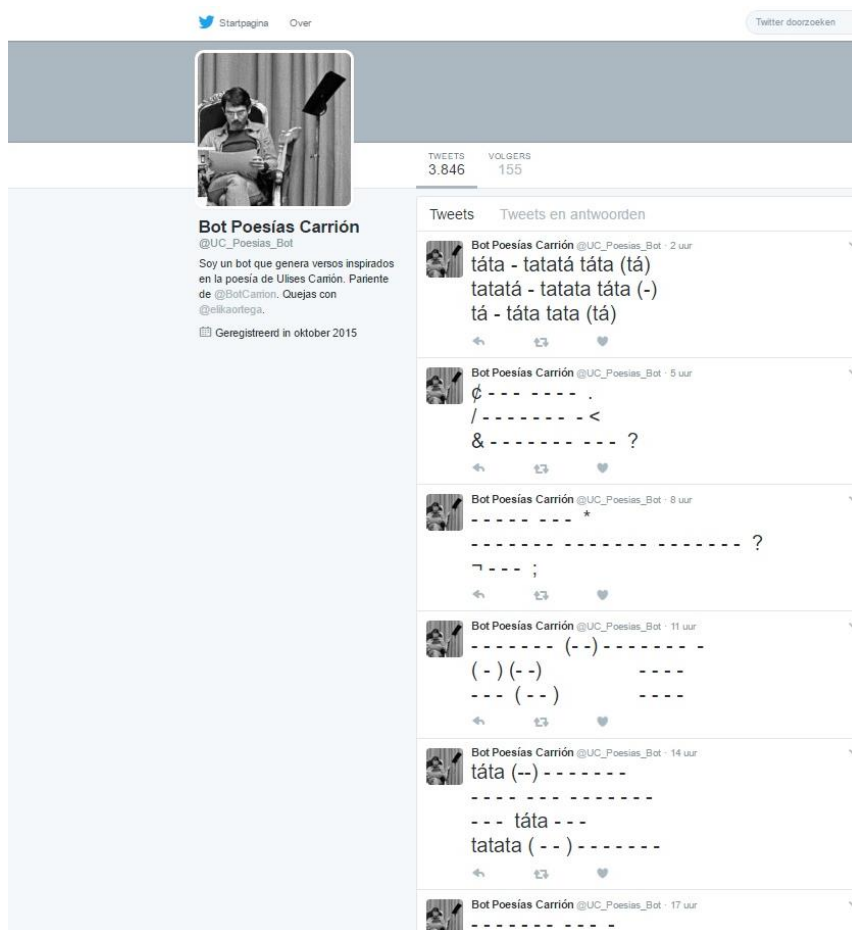 Startpagina Over Twitter doorzoeken
TWEETS VOLGERS
3.846 155
Bot Poesías Carrión
@UC_Poesias_Bot
Soy un bot que genera versos inspirados
en la poesía de Ulises Carrión. Pariente
de @BotCarrion. Quejas con
@elikaortega.
Geregistreerd in oktober 2015
Tweets Tweets en antwoorden
Bot Poesías Carrión @UC_Poesias_Bot · 2 uur
táta - tatatá táta (tá)
tatatá - tatata táta (-)
tá - táta tata (tá)
Bot Poesías Carrión @UC_Poesias_Bot · 5 uur
¢ - - - - - - - .
/ - - - - - - - - <
& - - - - - - - - - - ?
Bot Poesías Carrión @UC_Poesias_Bot · 8 uur
- - - - - - - - *
- - - - - - - - - - - - - - - - - - - - - ?
¬ - - - ;
Bot Poesías Carrión @UC_Poesias_Bot · 11 uur
- - - - - - - (- -) - - - - - - - -
( - ) (- -) - - - -
- - - ( - - ) - - - -
Bot Poesías Carrión @UC_Poesias_Bot · 14 uur
táta (--) - - - - - - -
- - - - - - - - - - - - - -
- - - táta - - -
tatata ( - - ) - - - - - - -
Bot Poesías Carrión @UC_Poesias_Bot · 17 uur
- - - - - - - - - - -